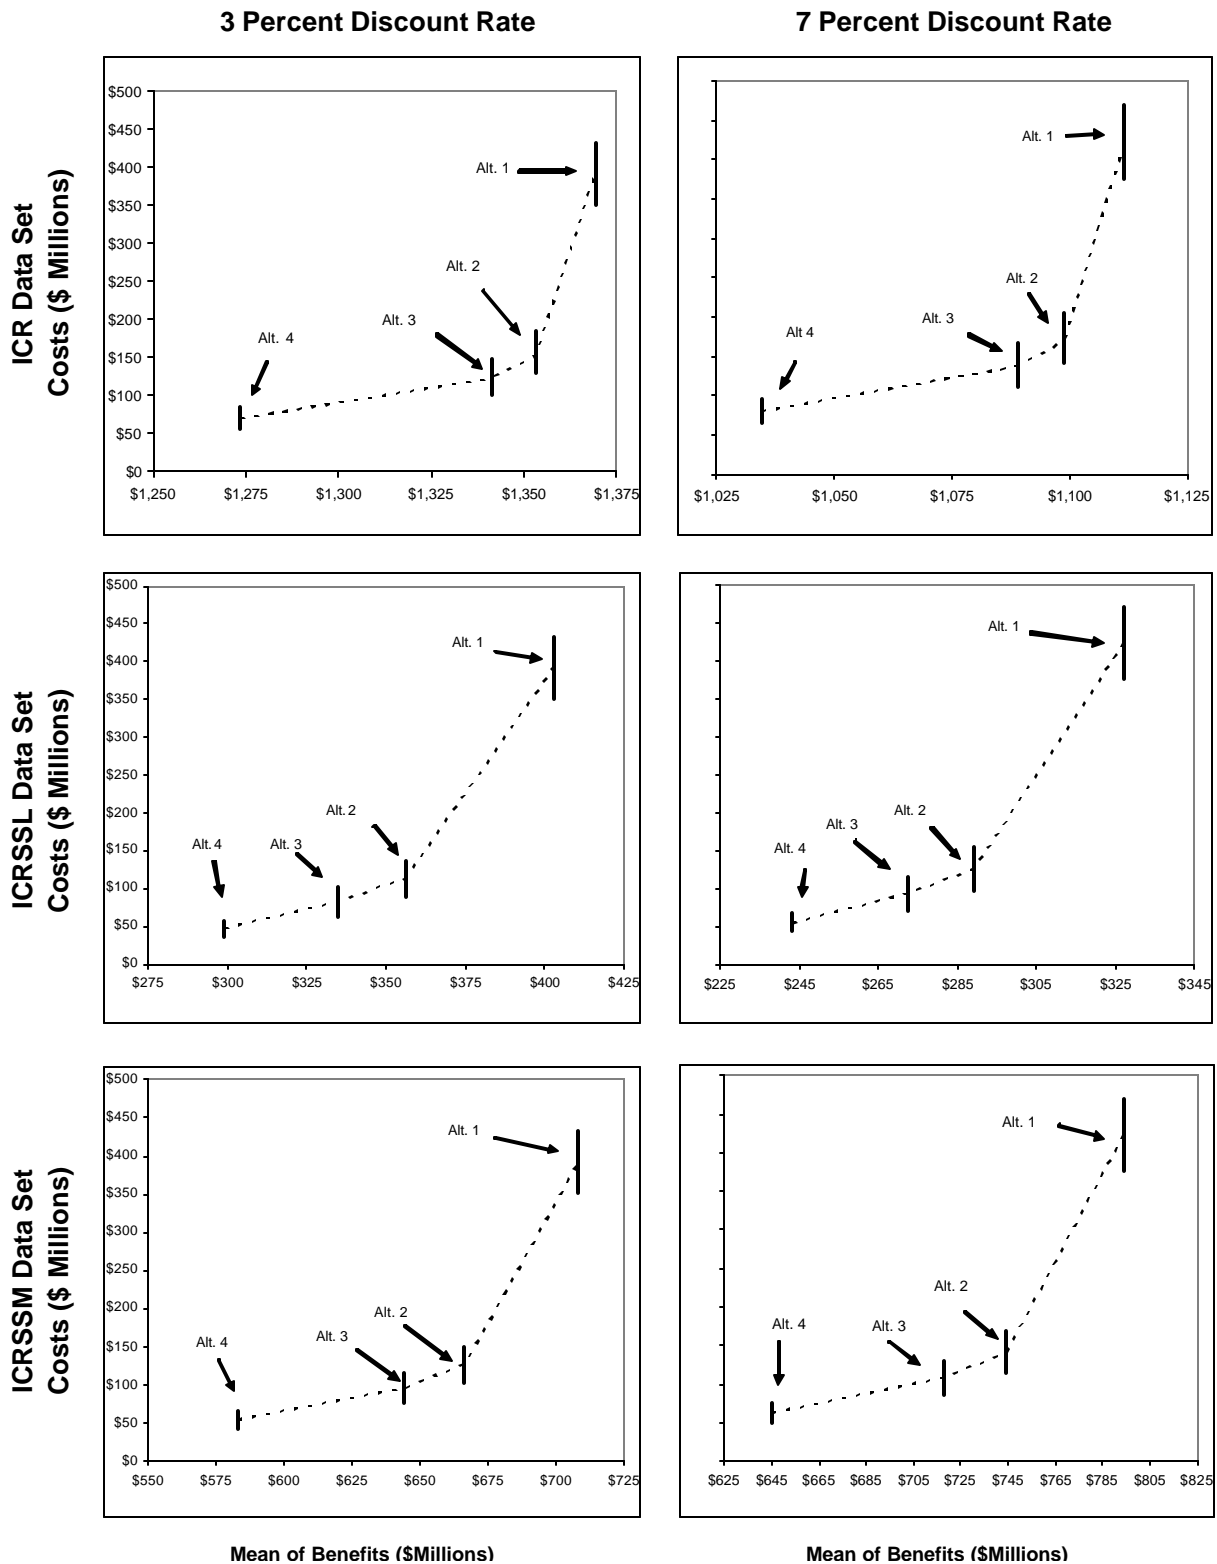 3 Percent Discount Rate
7 Percent Discount Rate
ICR Data Set
Costs ($ Millions)
$500
$450
$400
$350
$300
$250
$200
$150
$100
$50
$0
Alt. 1
Alt. 2
Alt. 3
Alt. 4
$1,250
$1,275
$1,300
$1,325
$1,350
$1,375
Alt. 1
Alt. 2
Alt. 3
Alt 4
$1,025
$1,050
$1,075
$1,100
$1,125
ICRSSL Data Set
Costs ($ Millions)
$500
$450
$400
$350
$300
$250
$200
$150
$100
$50
$0
Alt. 1
Alt. 2
Alt. 3
Alt. 4
$275
$300
$325
$350
$375
$400
$425
Alt. 1
Alt. 2
Alt. 3
Alt. 4
$225
$245
$265
$285
$305
$325
$345
ICRSSM Data Set
Costs ($ Millions)
$500
$450
$400
$350
$300
$250
$200
$150
$100
$50
$0
Alt. 1
Alt. 2
Alt. 3
Alt. 4
$550
$575
$600
$625
$650
$675
$700
$725
Alt. 1
Alt. 2
Alt. 3
Alt. 4
$625
$645
$665
$685
$705
$725
$745
$765
$785
$805
$825
Mean of Benefits ($Millions)
Mean of Benefits ($Millions)